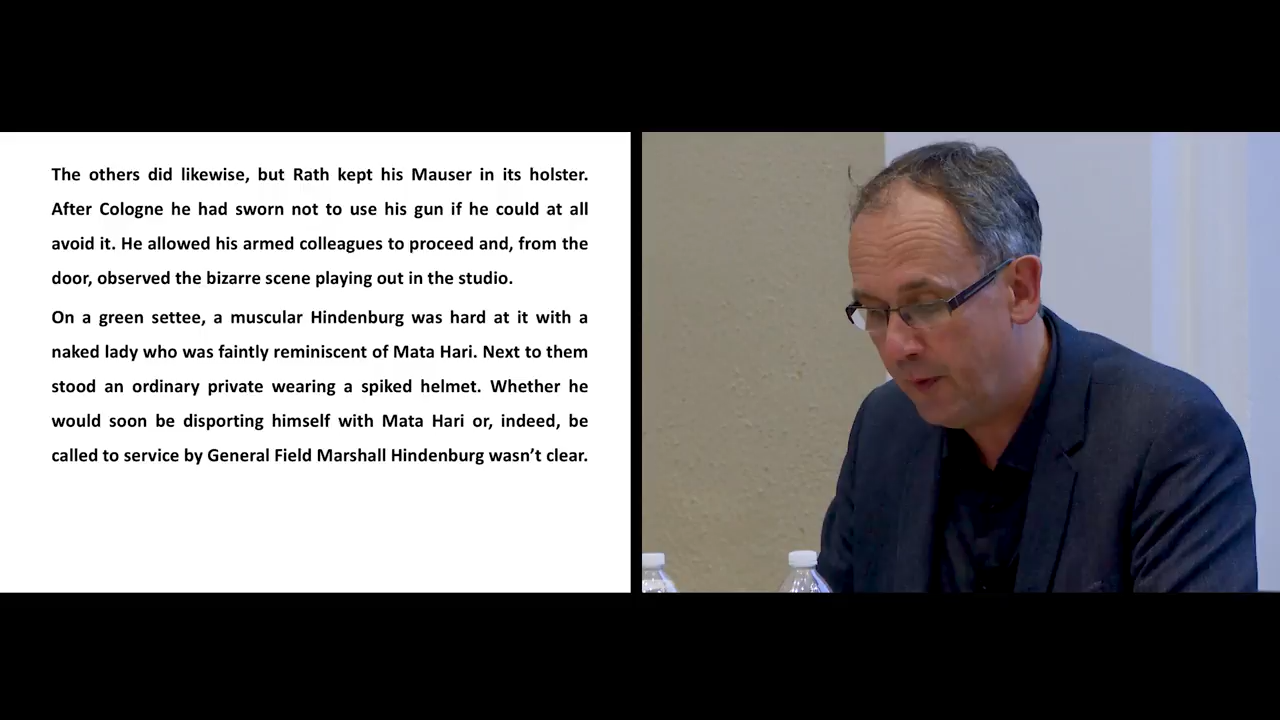 The others did likewise, but Rath kept his Mauser in its holster.
After Cologne he had sworn not to use his gun if he could at all
avoid it. He allowed his armed colleagues to proceed and, from the
door, observed the bizarre scene playing out in the studio.
On a green settee, a muscular Hindenburg was hard at it with a
naked lady who was faintly reminiscent of Mata Hari. Next to them
stood an ordinary private wearing a spiked helmet. Whether he
would soon be disporting himself with Mata Hari or, indeed, be
called to service by General Field Marshall Hindenburg wasn’t clear.